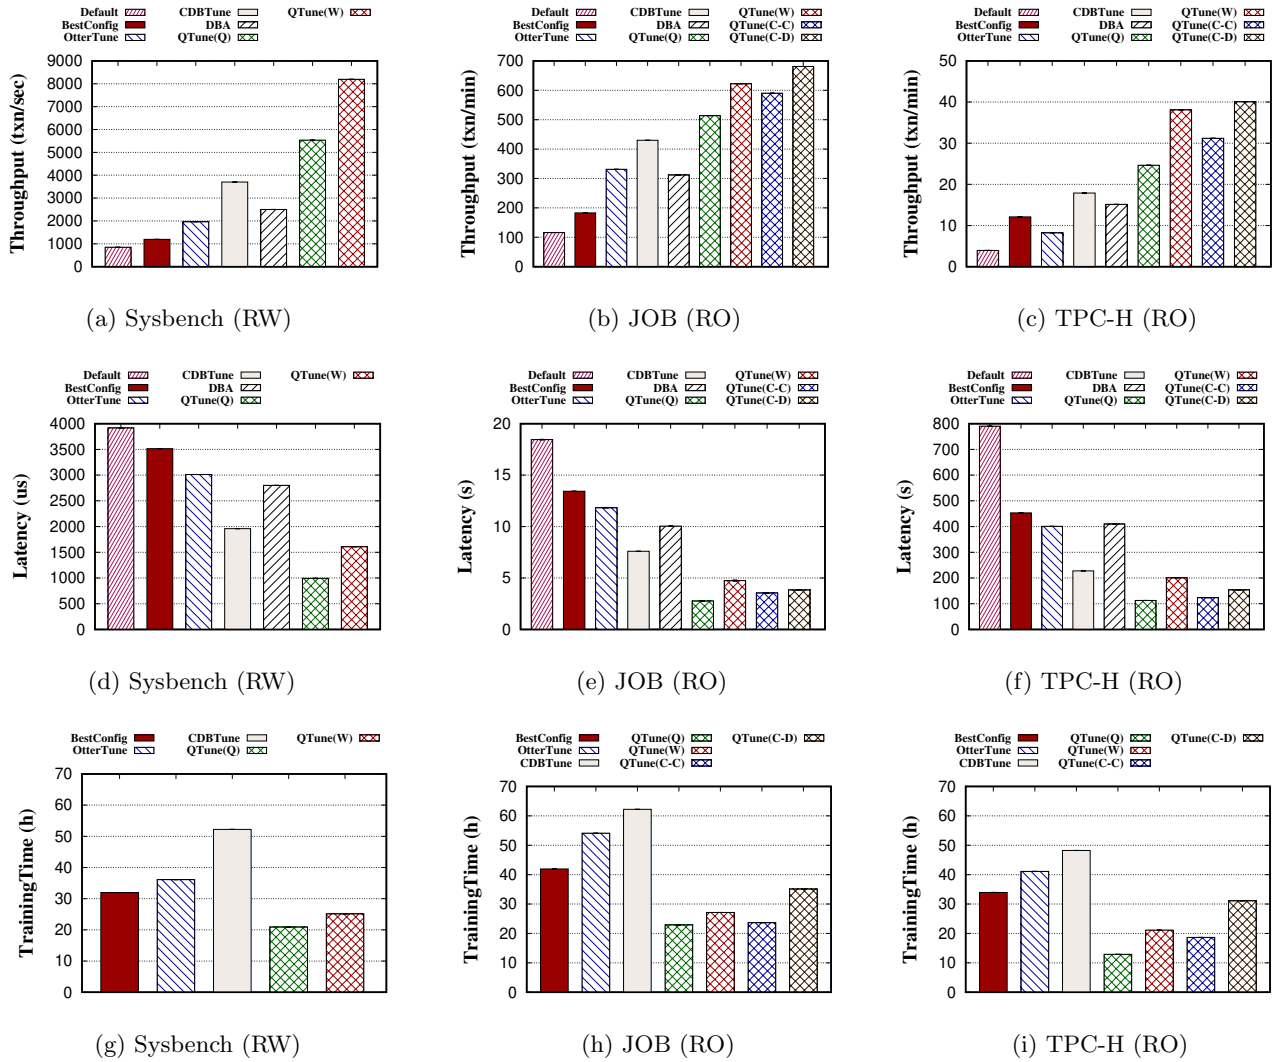 Default CDBTune QTune(W)
BestConfig DBA
OtterTune QTune(Q)
Throughput (txn/sec)
9000
8000
7000
6000
5000
4000
3000
2000
1000
0
(a) Sysbench (RW)
Default CDBTune QTune(W)
BestConfig DBA QTune(C-C)
OtterTune QTune(Q) QTune(C-D)
Throughput (txn/min)
700
600
500
400
300
200
100
0
(b) JOB (RO)
Default CDBTune QTune(W)
BestConfig DBA QTune(C-C)
OtterTune QTune(Q) QTune(C-D)
Throughput (txn/min)
50
40
30
20
10
0
(c) TPC-H (RO)
Default CDBTune QTune(W)
BestConfig DBA
OtterTune QTune(Q)
Latency (us)
4000
3500
3000
2500
2000
1500
1000
500
0
(d) Sysbench (RW)
Default CDBTune QTune(W)
BestConfig DBA QTune(C-C)
OtterTune QTune(Q) QTune(C-D)
Latency (s)
20
15
10
5
0
(e) JOB (RO)
Default CDBTune QTune(W)
BestConfig DBA QTune(C-C)
OtterTune QTune(Q) QTune(C-D)
Latency (s)
800
700
600
500
400
300
200
100
0
(f) TPC-H (RO)
BestConfig CDBTune QTune(W)
OtterTune QTune(Q)
TrainingTime (h)
70
60
50
40
30
20
10
0
(g) Sysbench (RW)
BestConfig QTune(Q) QTune(C-D)
OtterTune QTune(W)
CDBTune QTune(C-C)
TrainingTime (h)
70
60
50
40
30
20
10
0
(h) JOB (RO)
BestConfig QTune(Q) QTune(C-D)
OtterTune QTune(W)
CDBTune QTune(C-C)
TrainingTime (h)
70
60
50
40
30
20
10
0
(i) TPC-H (RO)